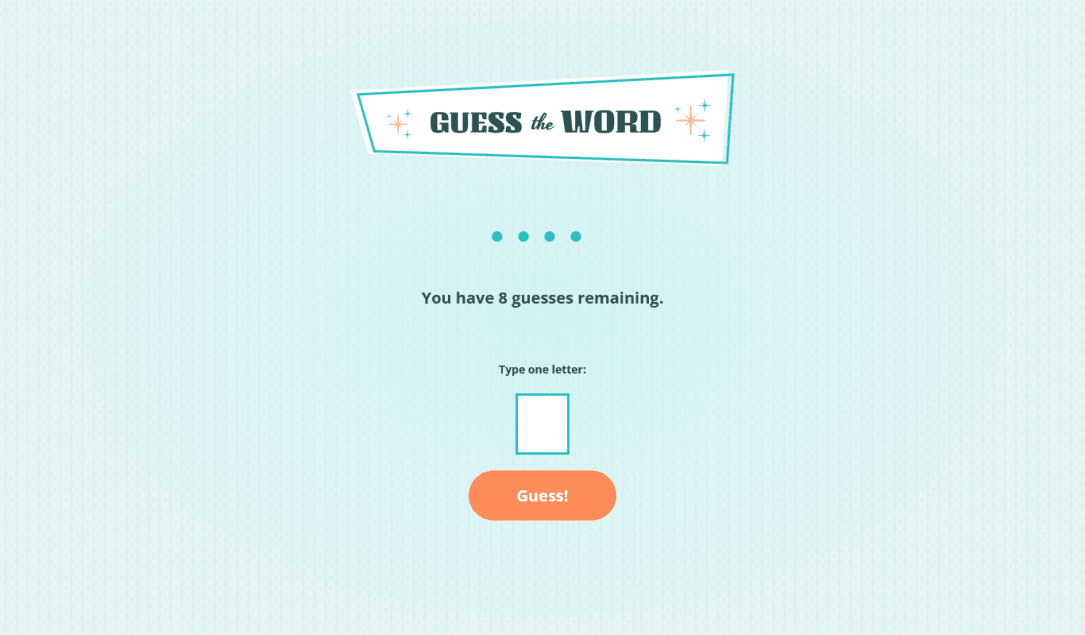 GUESS the WORD
● ● ● ●
You have 8 guesses remaining.
Type one letter:
Guess!